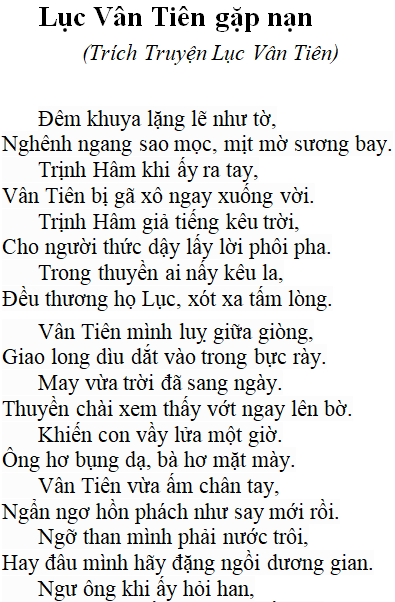 Lục Vân Tiên gặp nạn
(Trích Truyện Lục Vân Tiên)
Đêm khuya lặng lẽ như tờ,
Nghênh ngang sao mọc, mịt mờ sương bay.
Trịnh Hâm khi ấy ra tay,
Vân Tiên bị gã xô ngay xuống vời.
Trịnh Hâm giả tiếng kêu trời,
Cho người thức dậy lấy lời phôi pha.
Trong thuyền ai nấy kêu la,
Đều thương họ Lục, xót xa tấm lòng.
Vân Tiên mình luỵ giữa giòng,
Giao long dìu dắt vào trong bực rày.
May vừa trời đã sang ngày.
Thuyền chài xem thấy vớt ngay lên bờ.
Khiến con vầy lửa một giờ.
Ông hơ bụng dạ, bà hơ mặt mày.
Vân Tiên vừa ấm chân tay,
Ngẩn ngơ hồn phách như say mới rồi.
Ngỡ than mình phải nước trôi,
Hay đâu mình hãy đặng ngồi dương gian.
Ngư ông khi ấy hỏi han,